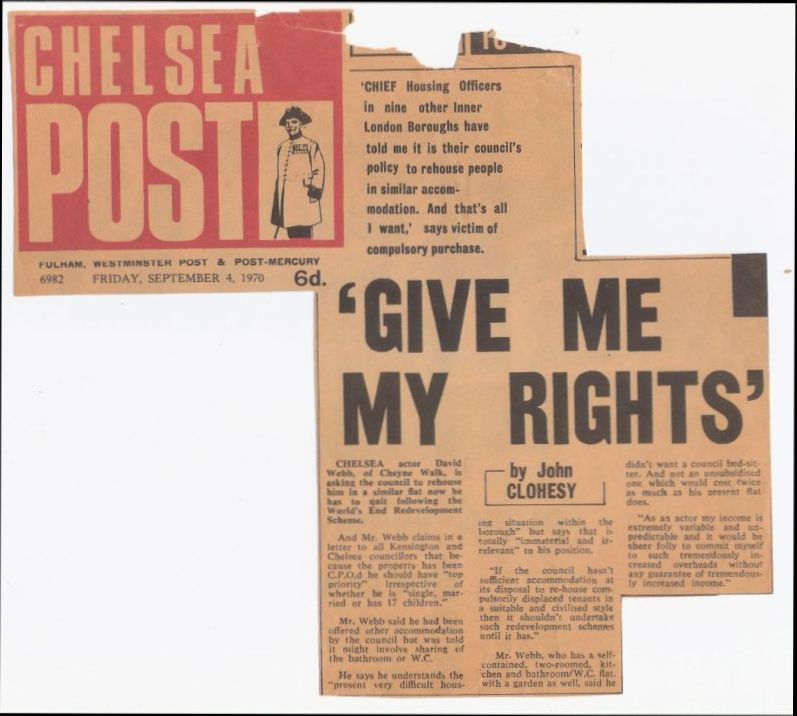 CHELSEA
POST
FULHAM, WESTMINSTER POST & POST-MERCURY
6982 FRIDAY, SEPTEMBER 4, 1970 6d.
'CHIEF Housing Officers
in nine other Inner
London Boroughs have
told me it is their council's
policy to rehouse people
in similar accom-
modation. And that's all
I want,' says victim of
compulsory purchase.
'GIVE ME
MY RIGHTS'
CHELSEA actor David
Webb, of Cheyne Walk, is
asking the council to rehouse
him in a similar flat now he
has to quit following the
World's End Redevelopment
Scheme.
And Mr. Webb claims in a
letter to all Kensington and
Chelsea councillors that be-
cause the property has been
C.P.O,d he should have "top
priority" irrespective of
whether he is "single, mar-
ried or has 17 children."
Mr. Webb said he had been
offered other accommodation
by the council but was told
it might involve sharing of
the bathroom or W.C.
He says he understands the
"present very difficult hous-
by John
CLOHESY
ing situation within the
borough" but says that is
totally "immaterial and ir-
relevant" to his position.
"If the council hasn't
sufficient accommodation at
its disposal to re-house com-
pulsorily displaced tenants in
a suitable and civilised style
then it shouldn't undertake
such redevelopment schemes
until it has."
Mr. Webb, who has a self-
contained, two-roomed, kit-
chen and bathroom/W.C. flat,
with a garden as well, said he
didn't want a council bed-sit-
ter. And not an unsubsidised
one which would cost twice
as much as his present flat
does.
"As an actor my income is
extremely variable and un-
predictable and it would be
sheer folly to commit myself
to such tremendously in-
creased overheads without
any guarantee of tremendous-
ly increased income."